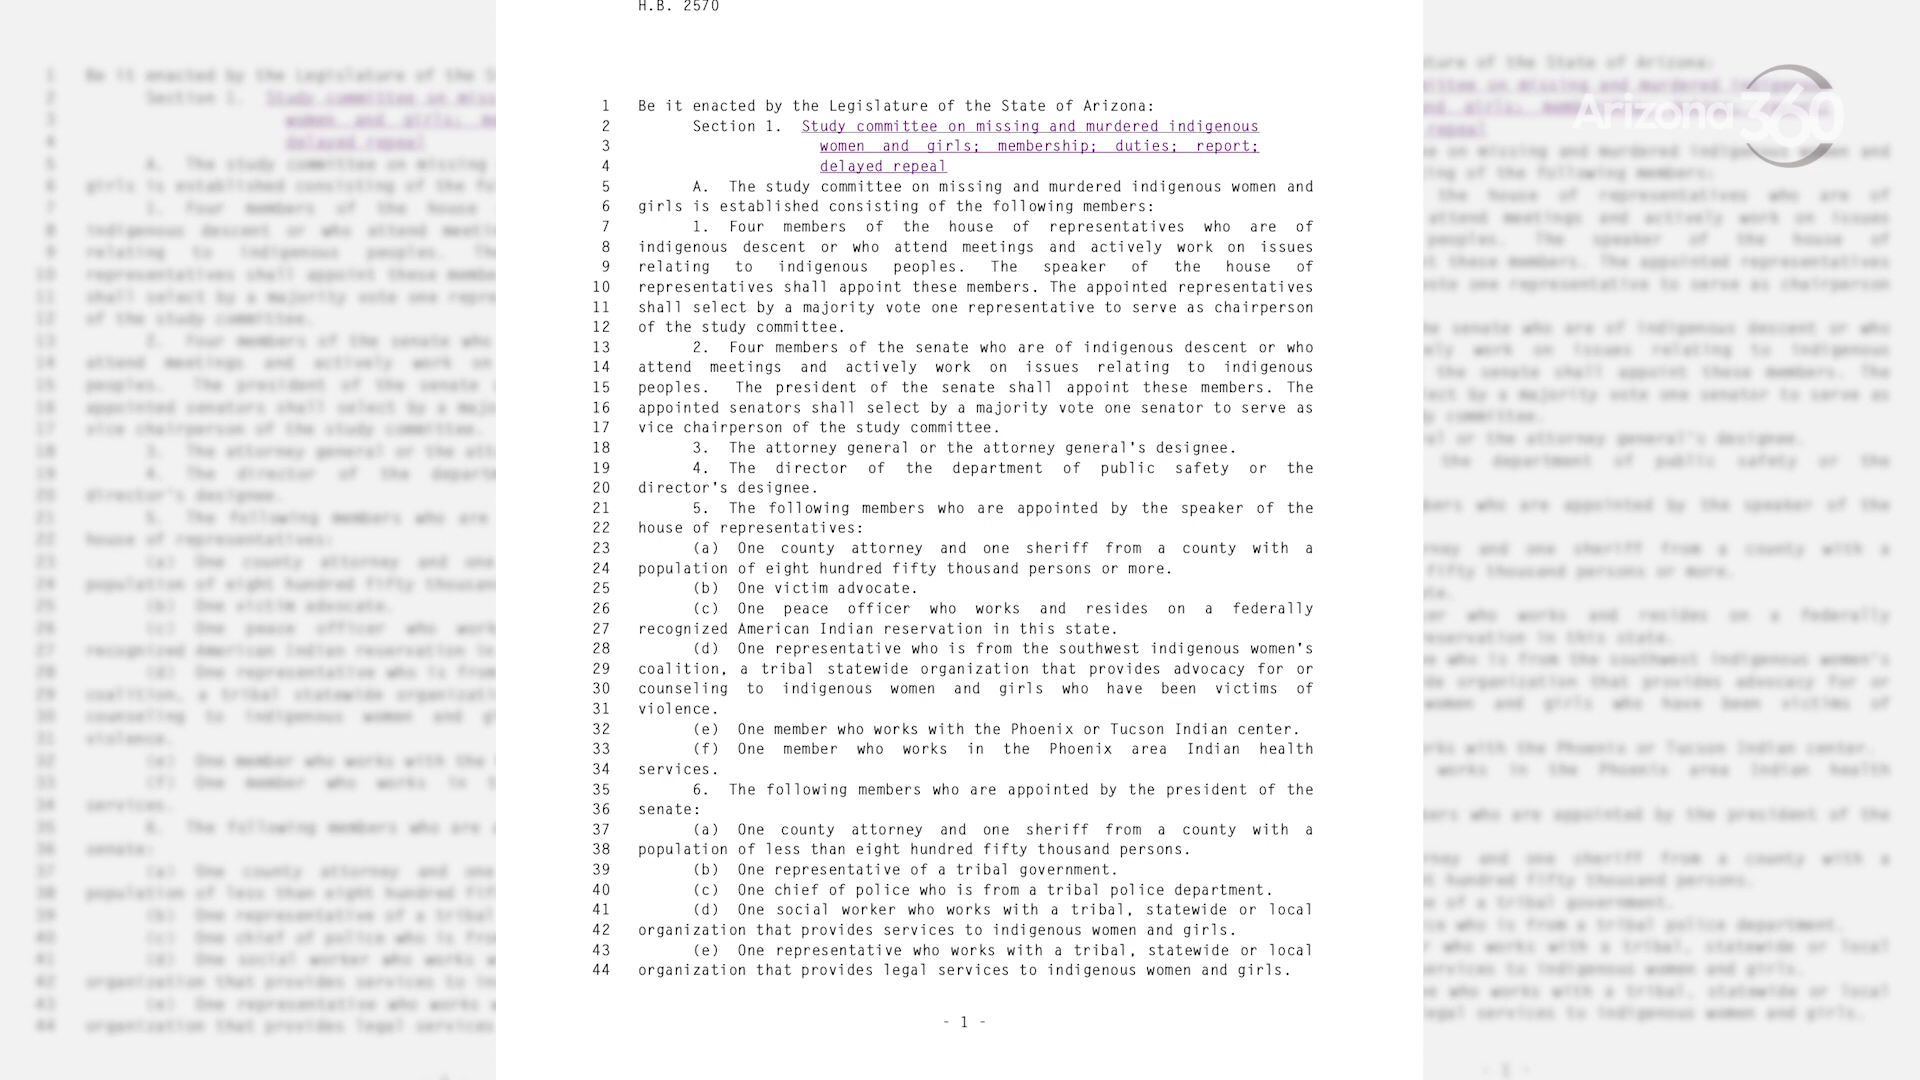 H.B. 2570
Arizona 360
1 Be it enacted by the Legislature of the State of Arizona:
2 Section 1. Study committee on missing and murdered indigenous
3 women and girls; membership; duties; report;
4 delayed repeal
5 A. The study committee on missing and murdered indigenous women and
6 girls is established consisting of the following members:
7 1. Four members of the house of representatives who are of
8 indigenous descent or who attend meetings and actively work on issues
9 relating to indigenous peoples. The speaker of the house of
10 representatives shall appoint these members. The appointed representatives
11 shall select by a majority vote one representative to serve as chairperson
12 of the study committee.
13 2. Four members of the senate who are of indigenous descent or who
14 attend meetings and actively work on issues relating to indigenous
15 peoples. The president of the senate shall appoint these members. The
16 appointed senators shall select by a majority vote one senator to serve as
17 vice chairperson of the study committee.
18 3. The attorney general or the attorney general's designee.
19 4. The director of the department of public safety or the
20 director's designee.
21 5. The following members who are appointed by the speaker of the
22 house of representatives:
23 (a) One county attorney and one sheriff from a county with a
24 population of eight hundred fifty thousand persons or more.
25 (b) One victim advocate.
26 (c) One peace officer who works and resides on a federally
27 recognized American Indian reservation in this state.
28 (d) One representative who is from the southwest indigenous women's
29 coalition, a tribal statewide organization that provides advocacy for or
30 counseling to indigenous women and girls who have been victims of
31 violence.
32 (e) One member who works with the Phoenix or Tucson Indian center.
33 (f) One member who works in the Phoenix area Indian health
34 services.
35 6. The following members who are appointed by the president of the
36 senate:
37 (a) One county attorney and one sheriff from a county with a
38 population of less than eight hundred fifty thousand persons.
39 (b) One representative of a tribal government.
40 (c) One chief of police who is from a tribal police department.
41 (d) One social worker who works with a tribal, statewide or local
42 organization that provides services to indigenous women and girls.
43 (e) One representative who works with a tribal, statewide or local
44 organization that provides legal services to indigenous women and girls.
- 1 -